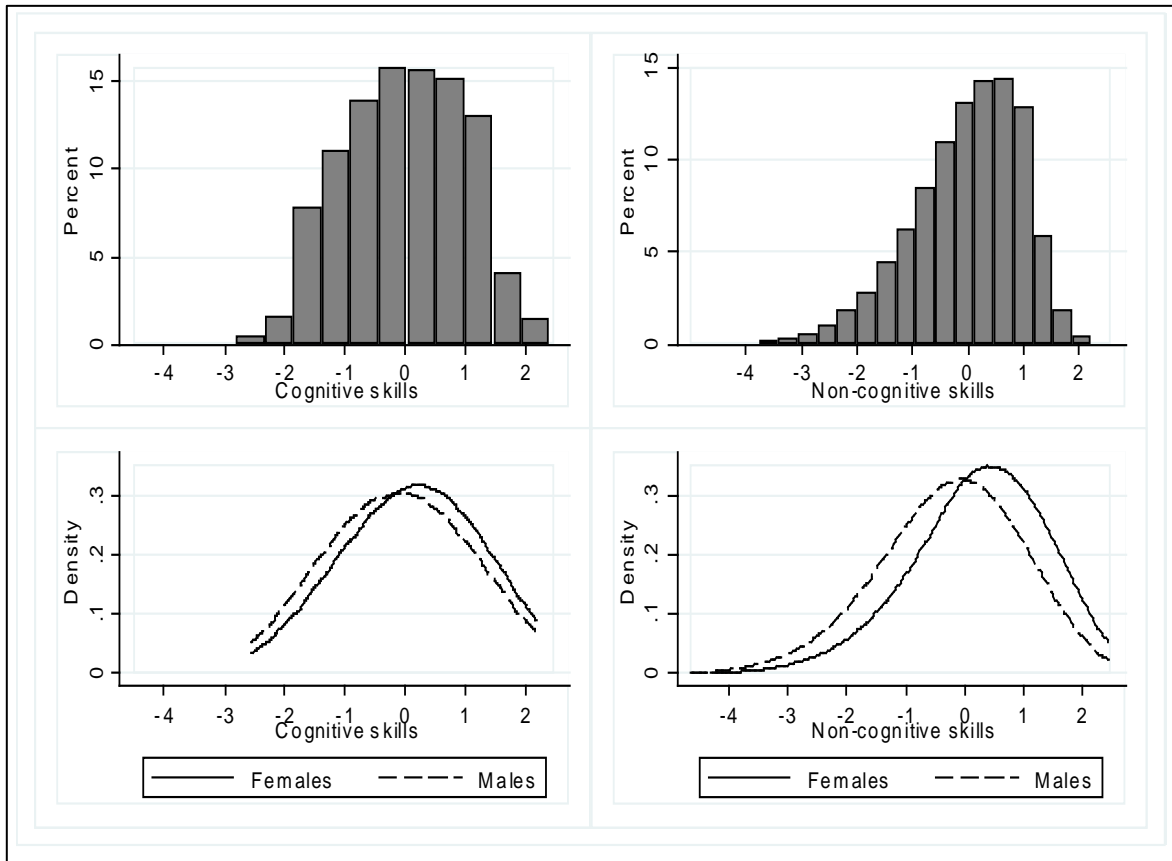 Percent
15
10
5
0
-4 -3 -2 -1 0 1 2
Cognitive skills
Percent
15
10
5
0
-4 -3 -2 -1 0 1 2
Non-cognitive skills
Density
.3
.2
.1
0
-4 -3 -2 -1 0 1 2
Cognitive skills
Females Males
Density
.3
.2
.1
0
-4 -3 -2 -1 0 1 2
Non-cognitive skills
Females Males